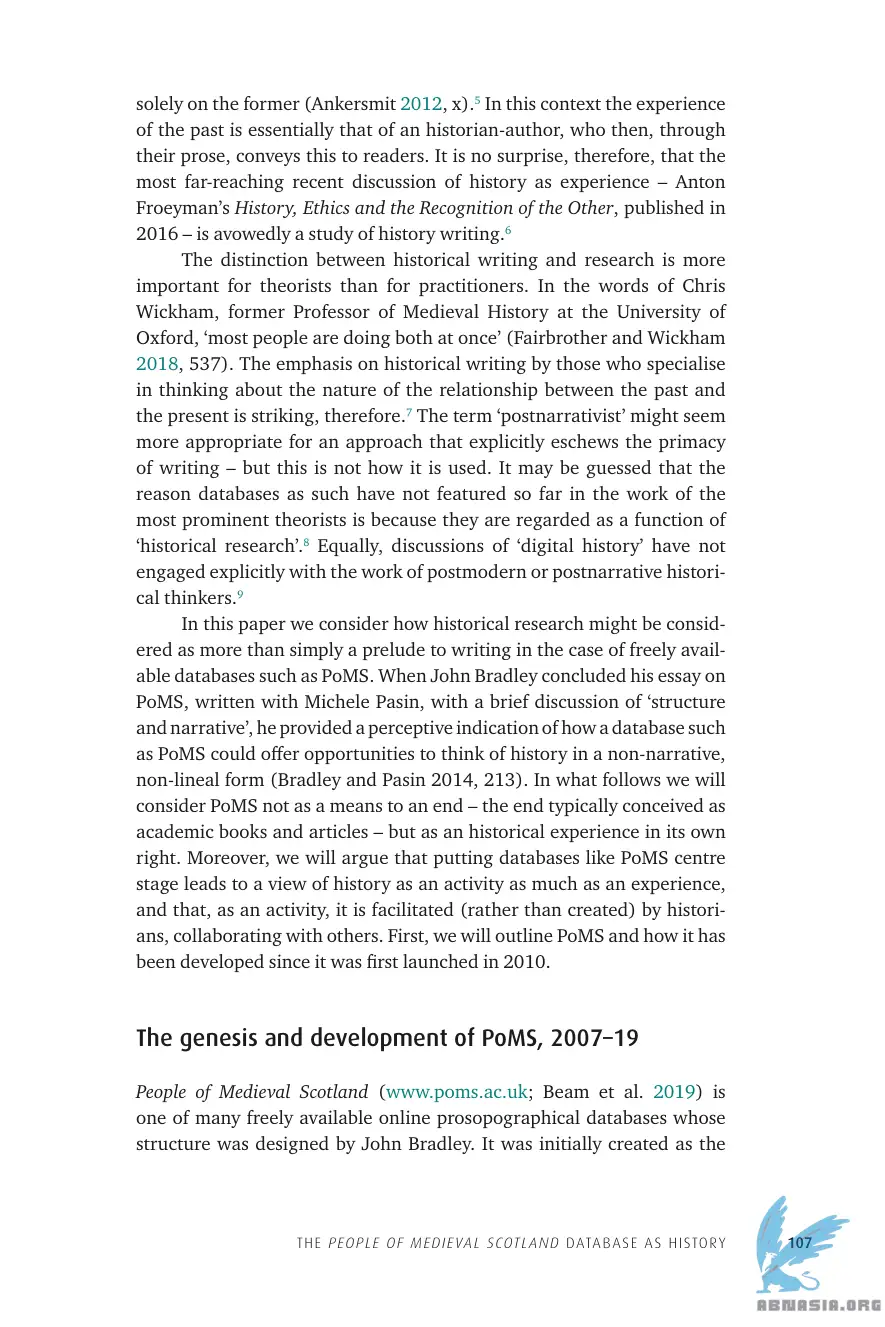 solely on the former (Ankersmit 2012, x).5 In this context the experience
of the past is essentially that of an historian-author, who then, through
their prose, conveys this to readers. It is no surprise, therefore, that the
most far-reaching recent discussion of history as experience – Anton
Froeyman’s History, Ethics and the Recognition of the Other, published in
2016 – is avowedly a study of history writing.6
The distinction between historical writing and research is more
important for theorists than for practitioners. In the words of Chris
Wickham, former Professor of Medieval History at the University of
Oxford, ‘most people are doing both at once’ (Fairbrother and Wickham
2018, 537). The emphasis on historical writing by those who specialise
in thinking about the nature of the relationship between the past and
the present is striking, therefore.7 The term ‘postnarrativist’ might seem
more appropriate for an approach that explicitly eschews the primacy
of writing – but this is not how it is used. It may be guessed that the
reason databases as such have not featured so far in the work of the
most prominent theorists is because they are regarded as a function of
‘historical research’.8 Equally, discussions of ‘digital history’ have not
engaged explicitly with the work of postmodern or postnarrative histori-
cal thinkers.9
In this paper we consider how historical research might be consid-
ered as more than simply a prelude to writing in the case of freely avail-
able databases such as PoMS. When John Bradley concluded his essay on
PoMS, written with Michele Pasin, with a brief discussion of ‘structure
and narrative’, he provided a perceptive indication of how a database such
as PoMS could offer opportunities to think of history in a non-narrative,
non-lineal form (Bradley and Pasin 2014, 213). In what follows we will
consider PoMS not as a means to an end – the end typically conceived as
academic books and articles – but as an historical experience in its own
right. Moreover, we will argue that putting databases like PoMS centre
stage leads to a view of history as an activity as much as an experience,
and that, as an activity, it is facilitated (rather than created) by histori-
ans, collaborating with others. First, we will outline PoMS and how it has
been developed since it was first launched in 2010.
The genesis and development of PoMS, 2007–19
People of Medieval Scotland (www.poms.ac.uk; Beam et al. 2019) is
one of many freely available online prosopographical databases whose
structure was designed by John Bradley. It was initially created as the
THE PEOPLE OF MEDIEVAL SCOTLAND DATABASE AS HISTORY 107
ABNASIA.ORG